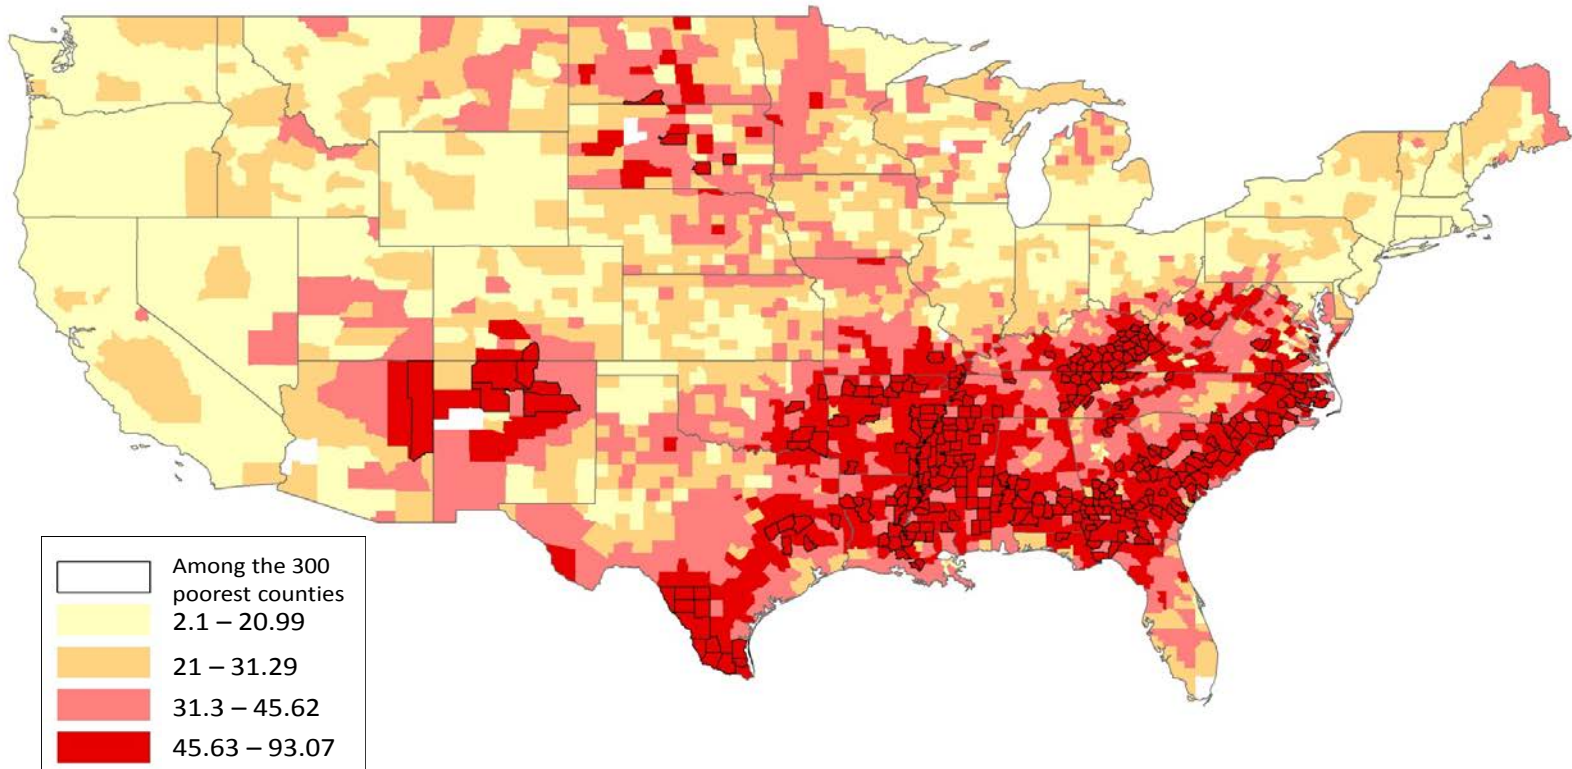 Among the 300
poorest counties
2.1 – 20.99
21 – 31.29
31.3 – 45.62
45.63 – 93.07